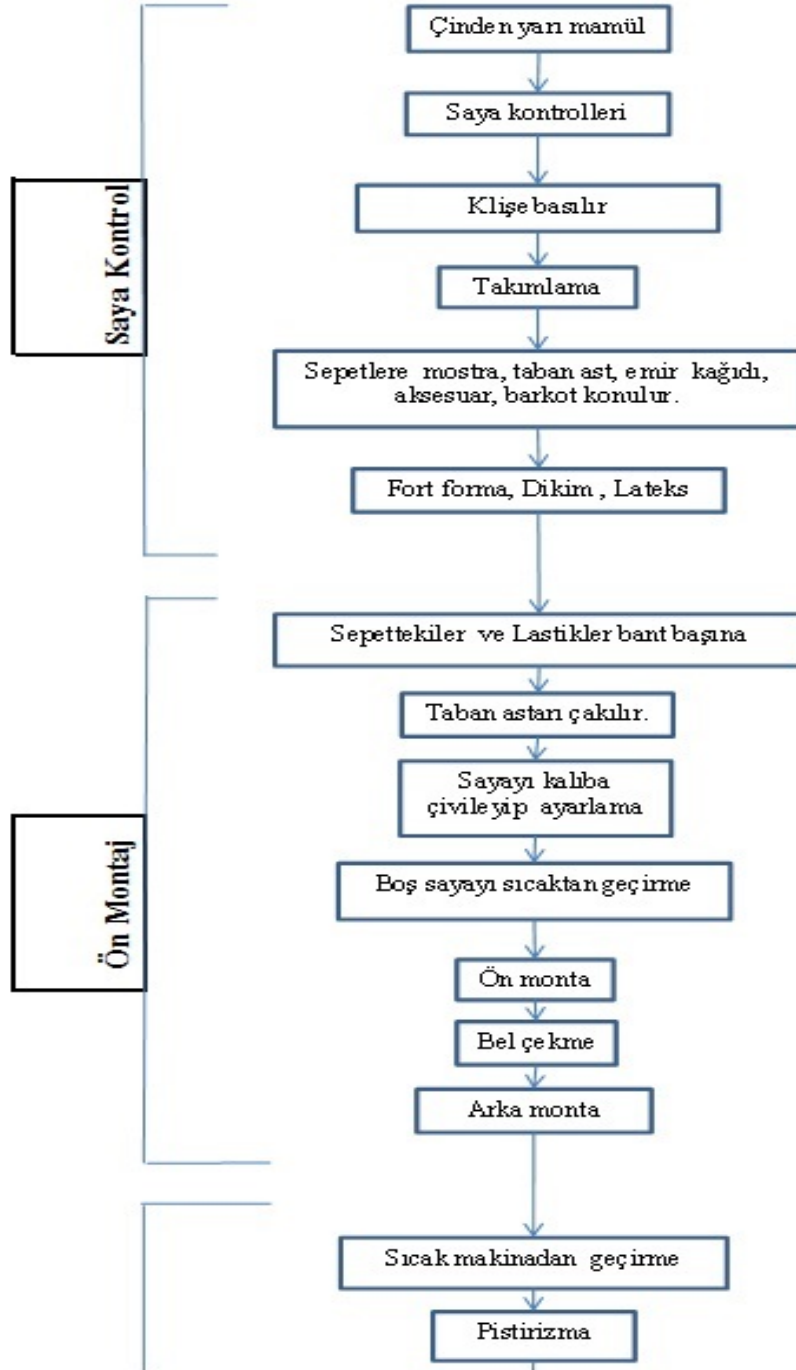 Çinden yarı mamül
Saya kontrolleri
Klişe basılır
Takımlama
Sepetlere mostra, taban ast, emir kağıdı,
aksesuar, barkot konulur.
Fort forma, Dikim , Lateks
Saya Kontrol
Sepettekiler ve Lastikler bant başına
Taban astarı çakılır.
Sayayı kalıba
çivileyip ayarlama
Boş sayayı sıcaktan geçirme
Ön monta
Bel çekme
Arka monta
Ön Montaj
Sıcak makinadan geçirme
Pistirizma